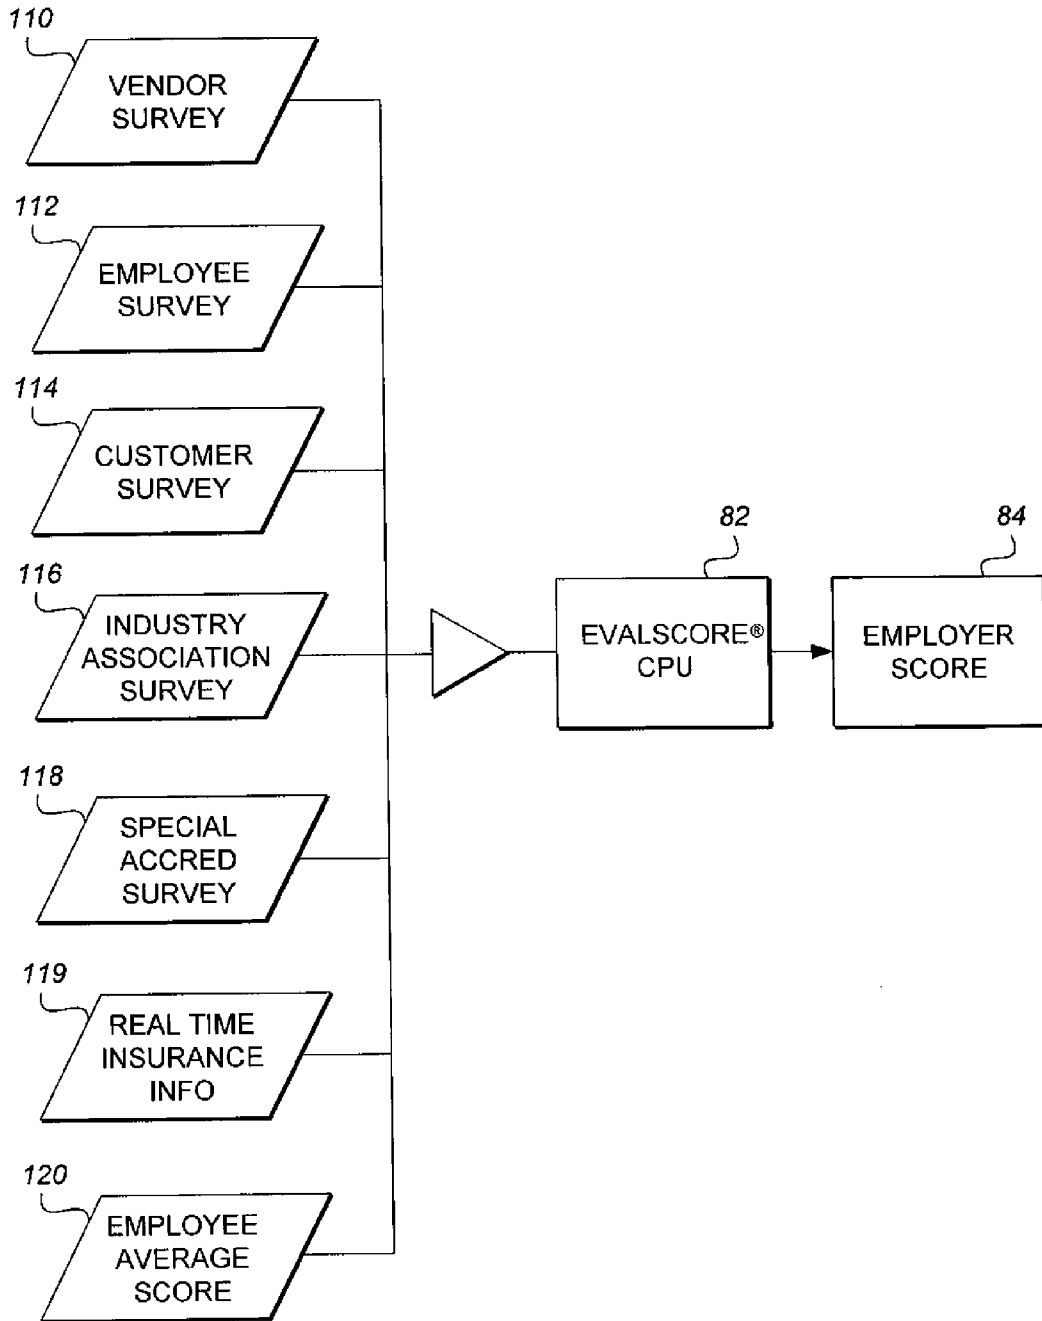 110
VENDOR
SURVEY
112
EMPLOYEE
SURVEY
114
CUSTOMER
SURVEY
116
INDUSTRY
ASSOCIATION
SURVEY
118
SPECIAL
ACCRED
SURVEY
119
REAL TIME
INSURANCE
INFO
120
EMPLOYEE
AVERAGE
SCORE
82
EVALSCORE®
CPU
84
EMPLOYER
SCORE